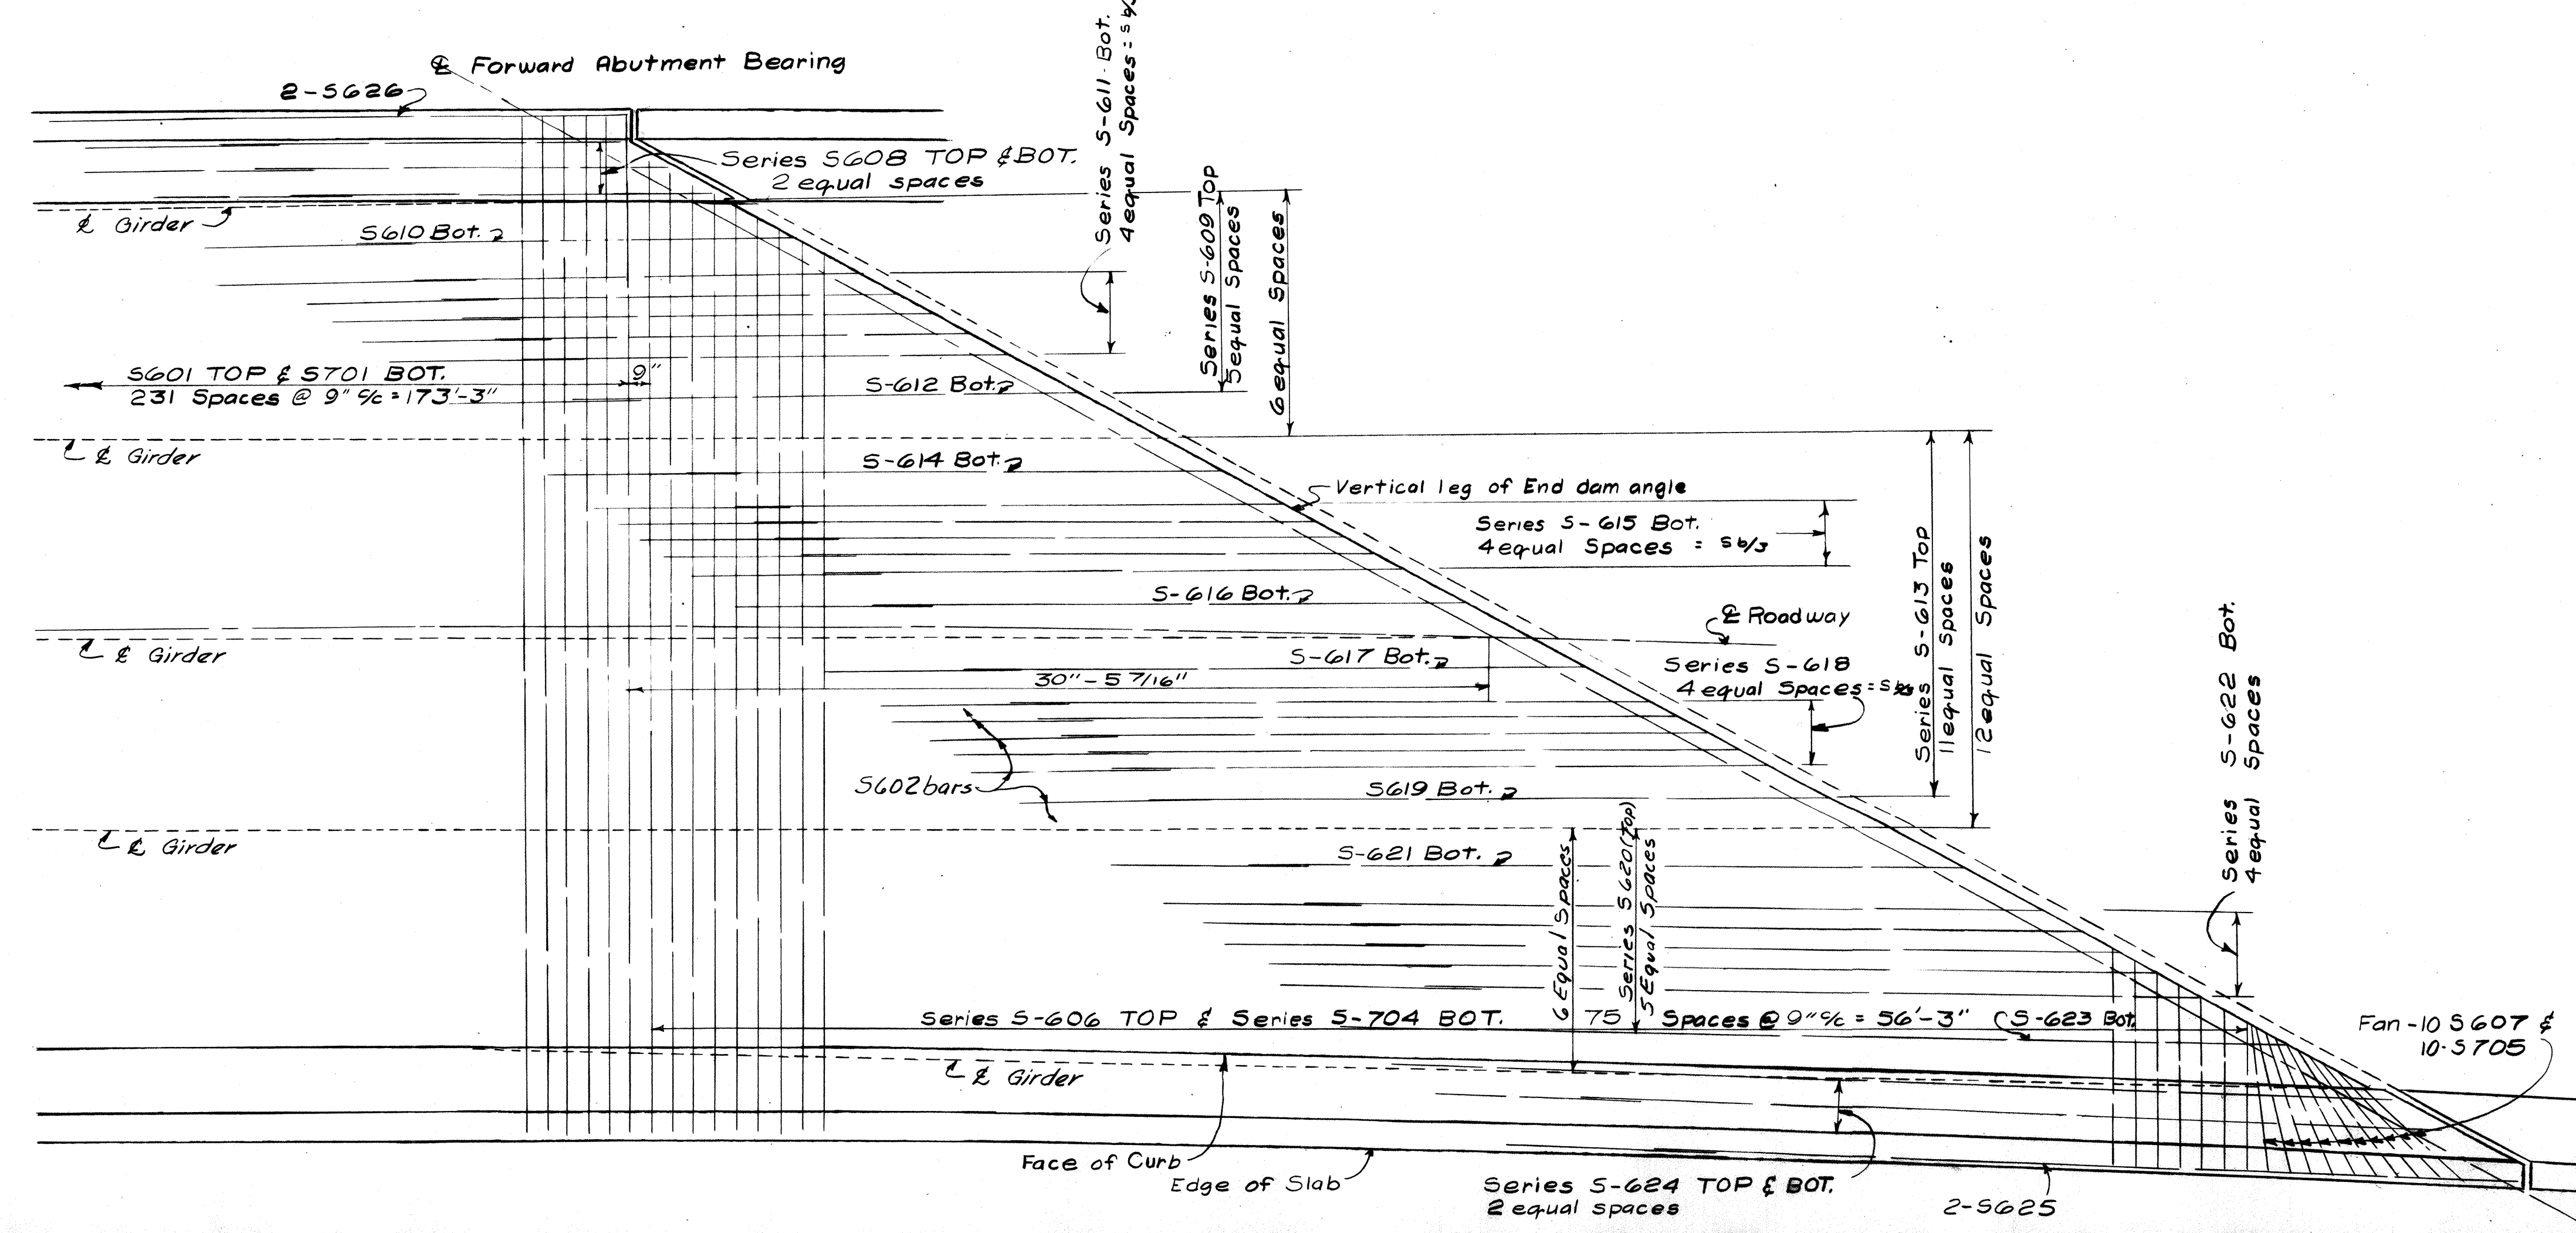 ℄ Forward Abutment Bearing
2-S626
Series S608 TOP & BOT.
2 equal spaces
Series S-611 Bot.
4 equal Spaces = Sb/3
Series S-609 Top
5 equal Spaces
6 equal Spaces
℄ Girder
S610 Bot.
S601 TOP & S701 BOT.
231 Spaces @ 9" c/c = 173'-3"
9"
S-612 Bot.
℄ Girder
S-614 Bot.
Vertical leg of End dam angle
Series S-615 Bot.
4 equal Spaces = Sb/3
S-616 Bot.
℄ Roadway
℄ Girder
S-617 Bot.
30"-5 7/16"
Series S-618
4 equal Spaces =
Series S-613 Top
11 equal Spaces
12 equal Spaces
Series S-622 Bot.
4 equal Spaces
S602 bars
S619 Bot.
℄ Girder
S-621 Bot.
6 Equal Spaces
Series S620 (Top)
5 Equal Spaces
Series S-606 TOP & Series S-704 BOT. 75 Spaces @ 9" c/c = 56'-3"
S-623 Bot.
Fan-10 S607 &
10-S705
℄ Girder
Face of Curb
Edge of Slab
Series S-624 TOP & BOT.
2 equal spaces
2-S625